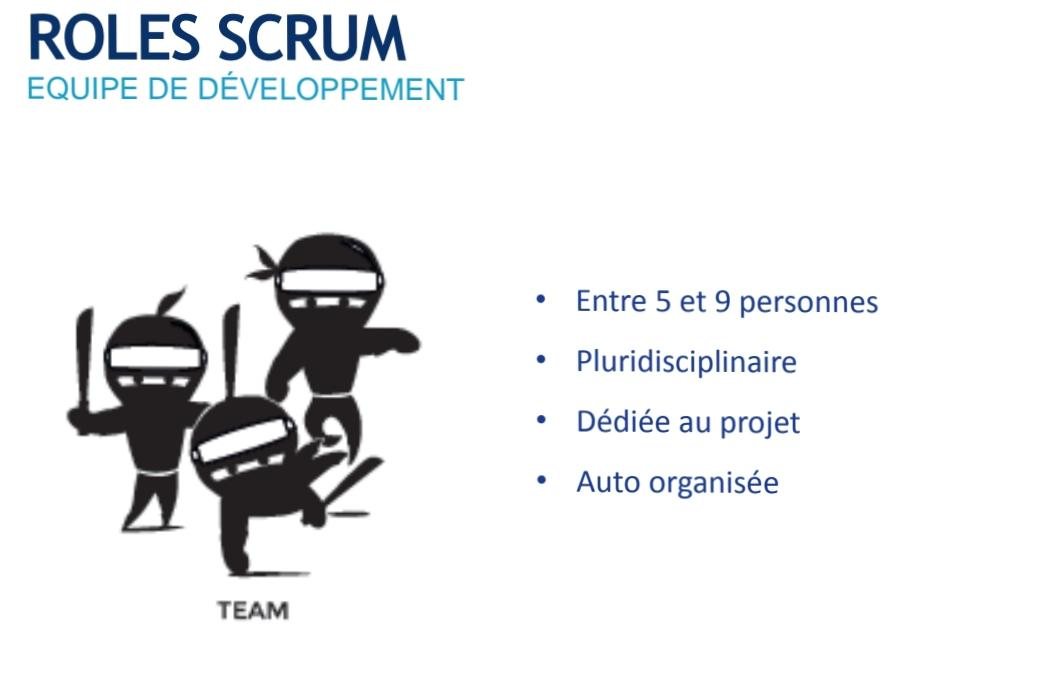 ROLES SCRUM
EQUIPE DE DÉVELOPPEMENT
• Entre 5 et 9 personnes
• Pluridisciplinaire
• Dédiée au projet
• Auto organisée
TEAM